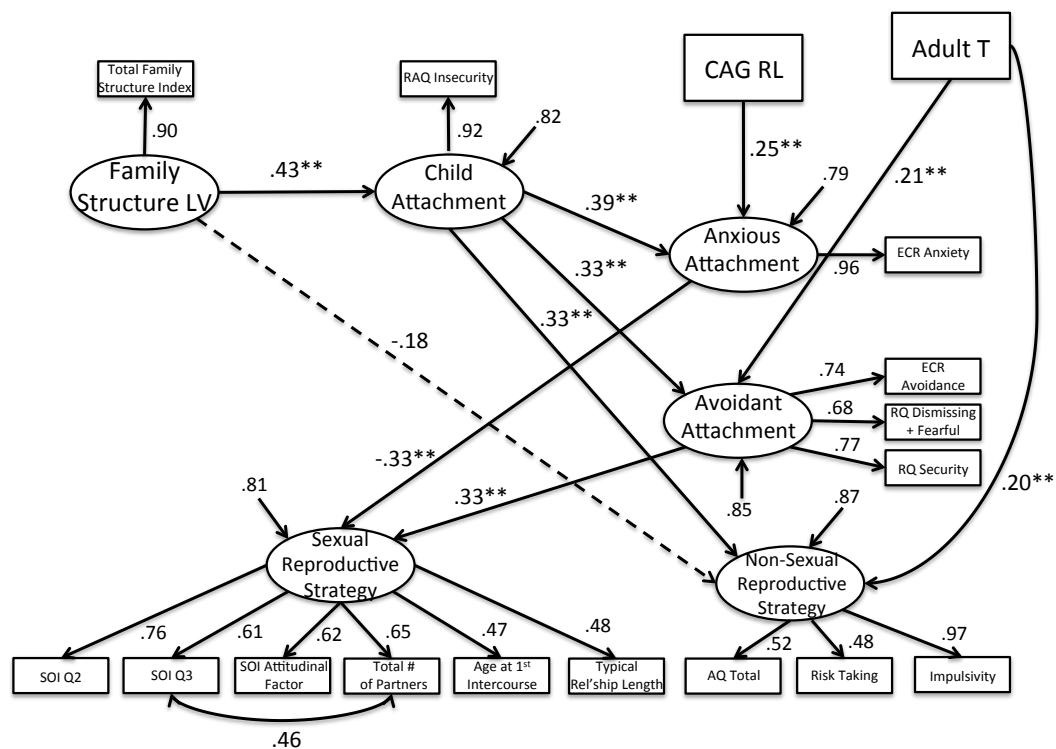 Total Family
Structure Index
RAQ Insecurity
CAG RL
Adult T
.90
.92
.82
.25**
.21**
Family
Structure LV
.43**
Child
Attachment
.39**
.79
Anxious
Attachment
.96
ECR Anxiety
.33**
.33**
-.18
.74
ECR
Avoidance
Avoidant
Attachment
.68
RQ Dismissing
+ Fearful
.77
RQ Security
-.33**
.33**
.85
.20**
.81
.87
Sexual
Reproductive
Strategy
Non-Sexual
Reproductive
Strategy
.76
.61
.62
.65
.47
.48
.52
.48
.97
SOI Q2
SOI Q3
SOI Attitudinal
Factor
Total #
of Partners
Age at 1st
Intercourse
Typical
Rel'ship Length
AQ Total
Risk Taking
Impulsivity
.46